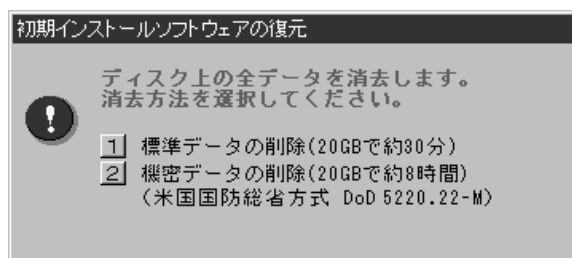 初期インストールソフトウェアの復元
ディスク上の全データを消去します。
消去方法を選択してください。
1 標準データの削除(20GBで約30分)
2 機密データの削除(20GBで約8時間)
(米国国防総省方式 DoD 5220.22-M)